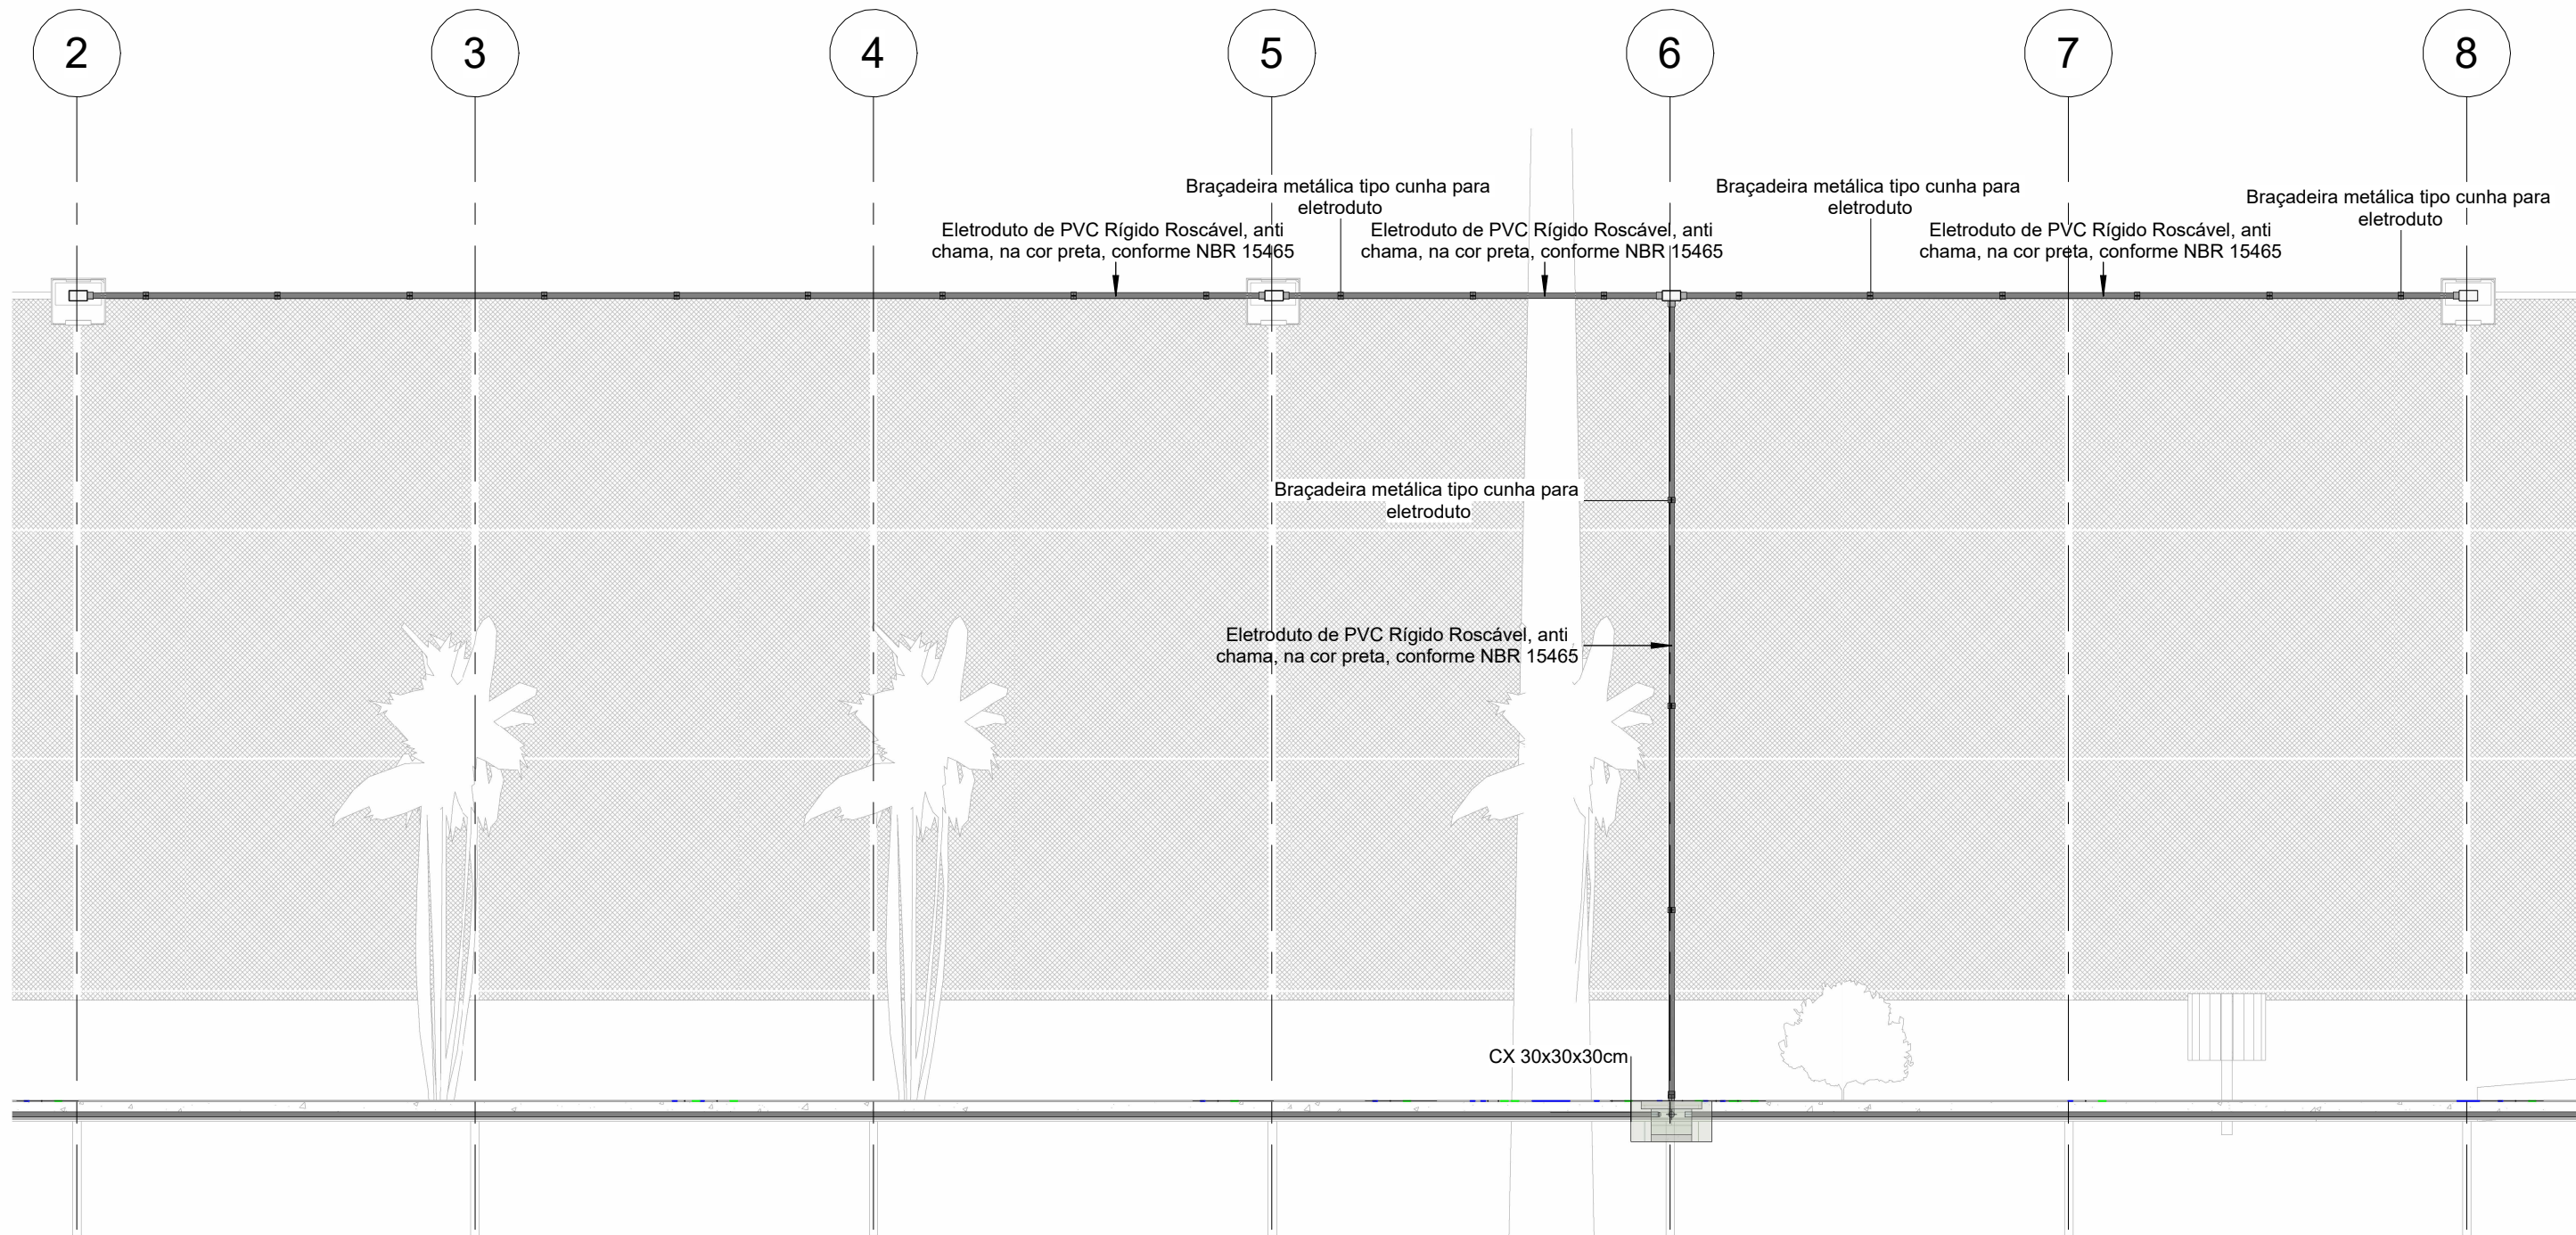 2
3
4
5
6
7
8
Braçadeira metálica tipo cunha para
eletroduto
Braçadeira metálica tipo cunha para
eletroduto
Braçadeira metálica tipo cunha para
eletroduto
Eletroduto de PVC Rígido Roscável, anti
chama, na cor preta, conforme NBR 15465
Eletroduto de PVC Rígido Roscável, anti
chama, na cor preta, conforme NBR 15465
Eletroduto de PVC Rígido Roscável, anti
chama, na cor preta, conforme NBR 15465
Braçadeira metálica tipo cunha para
eletroduto
Eletroduto de PVC Rígido Roscável, anti
chama, na cor preta, conforme NBR 15465
CX 30x30x30cm